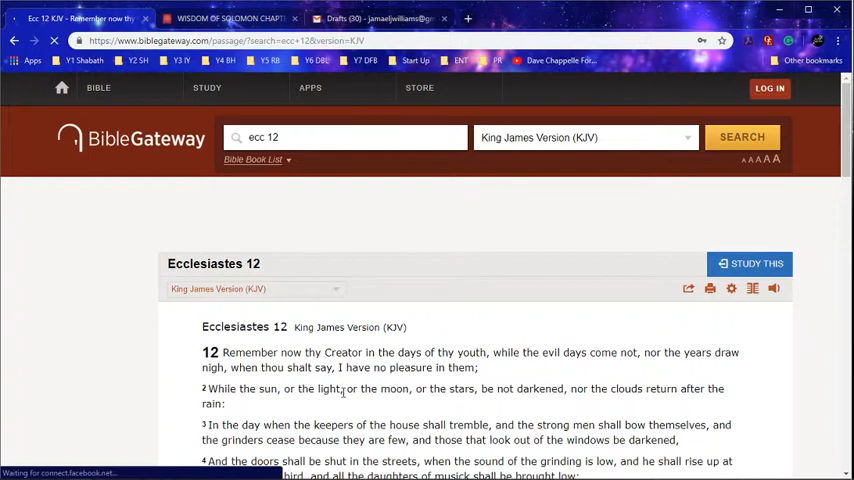 Ecc 12 KJV - Remember now thy
WISDOM OF SOLOMON CHAPT
Drafts (30) - jamaeljwilliams@gm
https://www.biblegateway.com/passage/?search=ecc+12&version=KJV
Apps Y1 Shabath Y2 SH Y3 IY Y4 BH Y5 RB Y6 DBL Y7 DFB Start Up ENT PR Dave Chappelle For... Other bookmarks
BIBLE STUDY APPS STORE LOG IN
BibleGateway
ecc 12
King James Version (KJV)
SEARCH
Bible Book List
A A A A A
Ecclesiastes 12
STUDY THIS
King James Version (KJV)
Ecclesiastes 12 King James Version (KJV)
12 Remember now thy Creator in the days of thy youth, while the evil days come not, nor the years draw
nigh, when thou shalt say, I have no pleasure in them;
2 While the sun, or the light, or the moon, or the stars, be not darkened, nor the clouds return after the
rain:
3 In the day when the keepers of the house shall tremble, and the strong men shall bow themselves, and
the grinders cease because they are few, and those that look out of the windows be darkened,
4 And the doors shall be shut in the streets, when the sound of the grinding is low, and he shall rise up at
bird, and all the daughters of musick shall be brought low;
Waiting for connect.facebook.net...